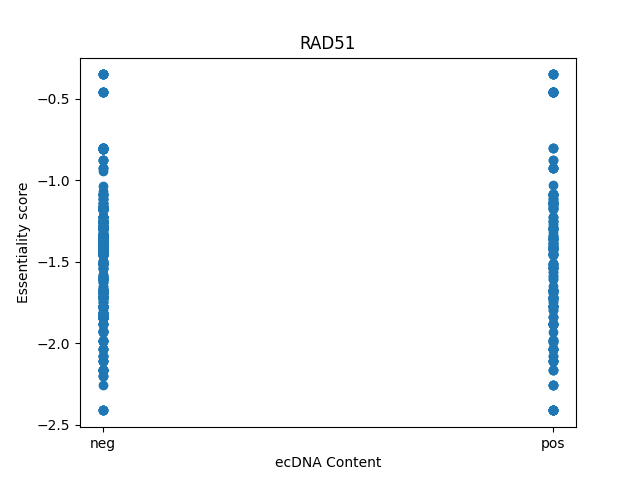 RAD51
Essentiality score
−0.5
−1.0
−1.5
−2.0
−2.5
neg
pos
ecDNA Content